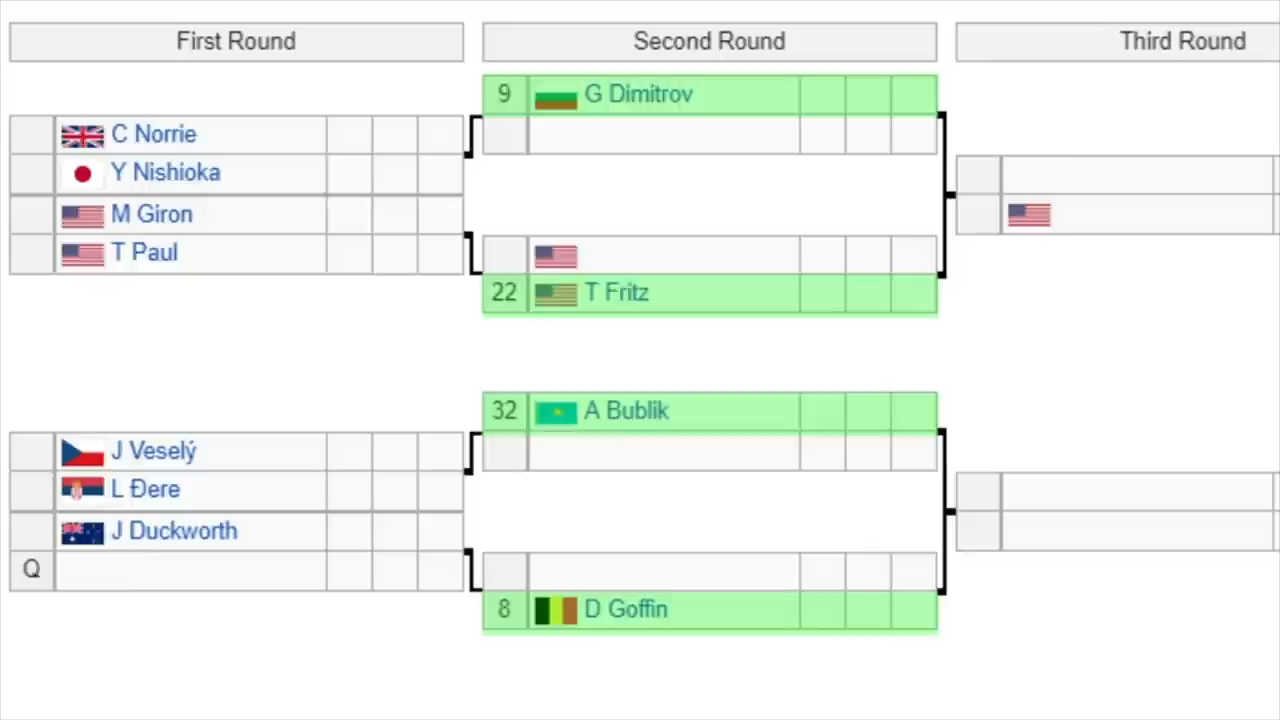 First Round
Second Round
Third Round
9 G Dimitrov
C Norrie
Y Nishioka
M Giron
T Paul
22 T Fritz
32 A Bublik
J Veselý
L Đere
J Duckworth
Q
8 D Goffin